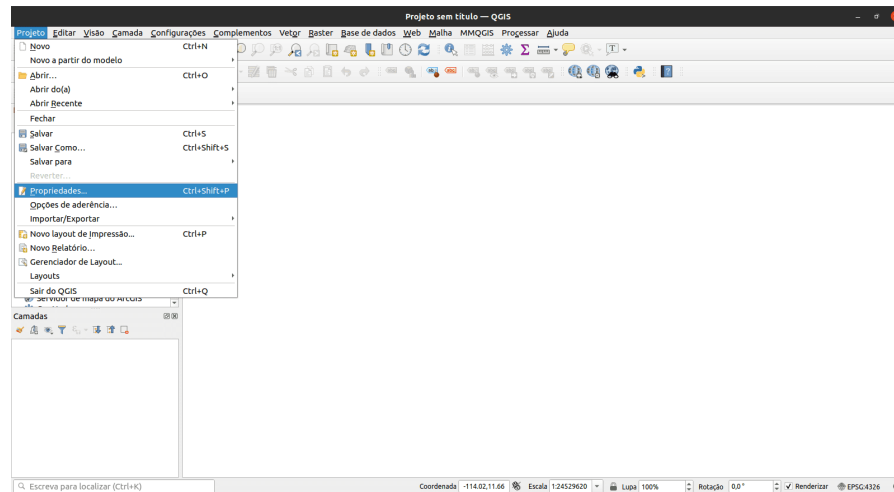 Projeto sem título — QGIS
Projeto Editar Visão Camada Configurações Complementos Vetor Raster Base de dados Web Malha MMQGIS Processar Ajuda
Novo Ctrl+N
Novo a partir do modelo
Abrir... Ctrl+O
Abrir do(a)
Abrir Recente
Fechar
Salvar Ctrl+S
Salvar Como... Ctrl+Shift+S
Salvar para
Reverter...
Propriedades... Ctrl+Shift+P
Opções de aderência...
Importar/Exportar
Novo layout de Impressão... Ctrl+P
Novo Relatório...
Gerenciador de Layout...
Layouts
Sair do QGIS Ctrl+Q
Servidor de mapa do ArcGIS
Camadas
Escreva para localizar (Ctrl+K) Coordenada -114.02,11.66 Escala 1:24529620 Lupa 100% Rotação 0,0° Renderizar EPSG:4326